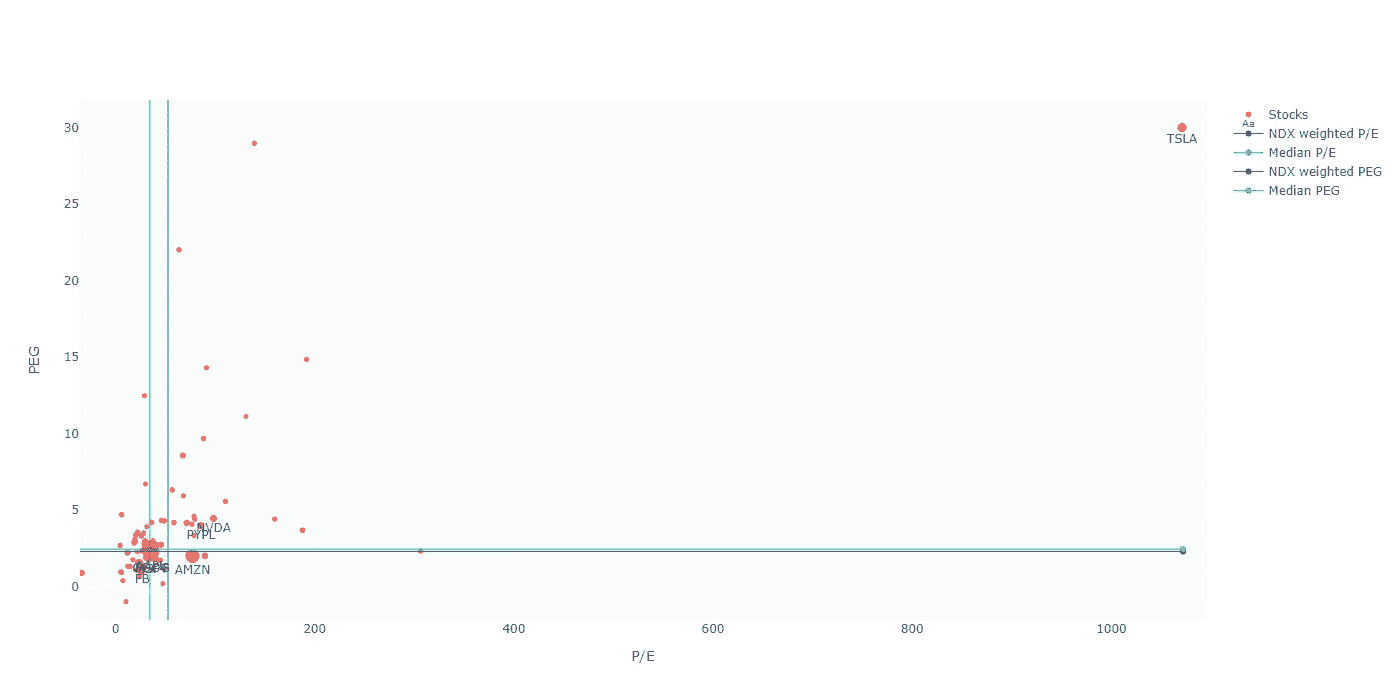 30
25
20
15
10
5
0
PEG
TSLA
NVDA
PYPL
AMZN
FB
0
200
400
600
800
1000
P/E
Stocks
Aa
NDX weighted P/E
Median P/E
NDX weighted PEG
Median PEG